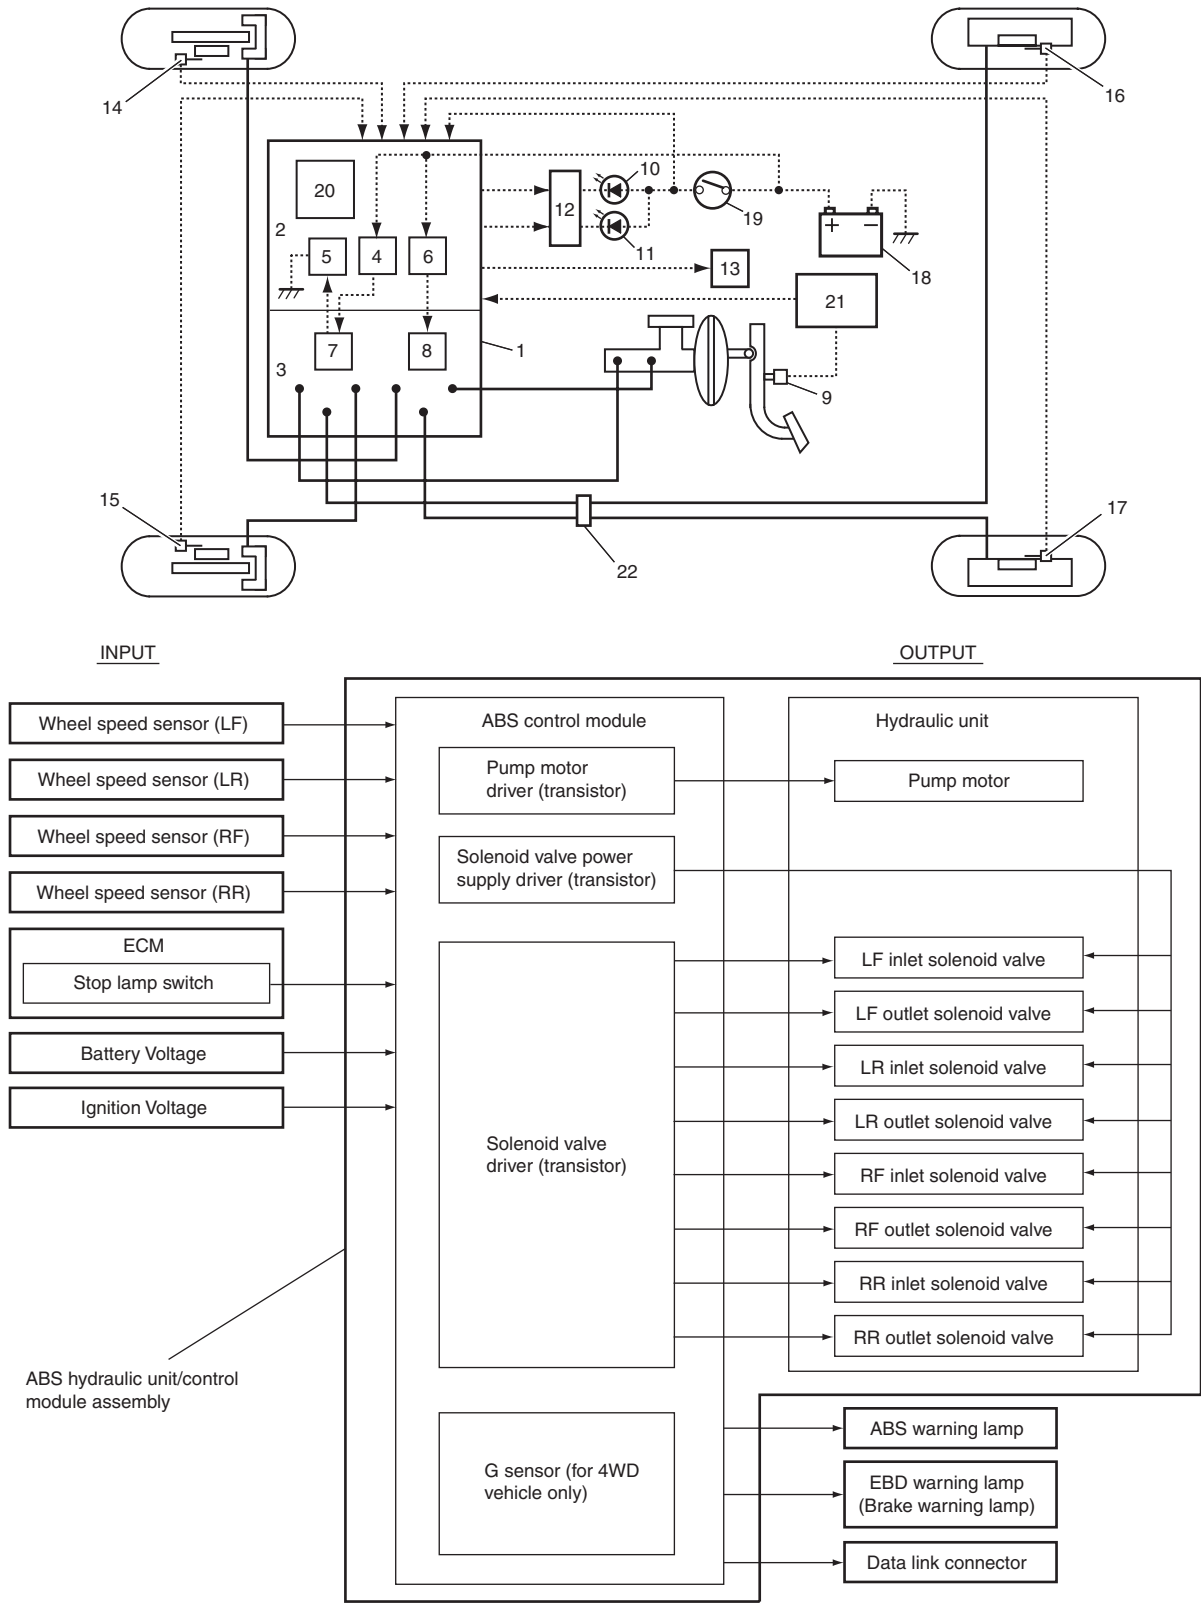 14
16
10
20
12
19
2
11
5
4
6
13
18
21
7
8
1
3
9
15
17
22
INPUT
OUTPUT
Wheel speed sensor (LF)
Wheel speed sensor (LR)
Wheel speed sensor (RF)
Wheel speed sensor (RR)
ECM
Stop lamp switch
Battery Voltage
Ignition Voltage
ABS control module
Pump motor
driver (transistor)
Solenoid valve power
supply driver (transistor)
Solenoid valve
driver (transistor)
G sensor (for 4WD
vehicle only)
Hydraulic unit
Pump motor
LF inlet solenoid valve
LF outlet solenoid valve
LR inlet solenoid valve
LR outlet solenoid valve
RF inlet solenoid valve
RF outlet solenoid valve
RR inlet solenoid valve
RR outlet solenoid valve
ABS hydraulic unit/control
module assembly
ABS warning lamp
EBD warning lamp
(Brake warning lamp)
Data link connector